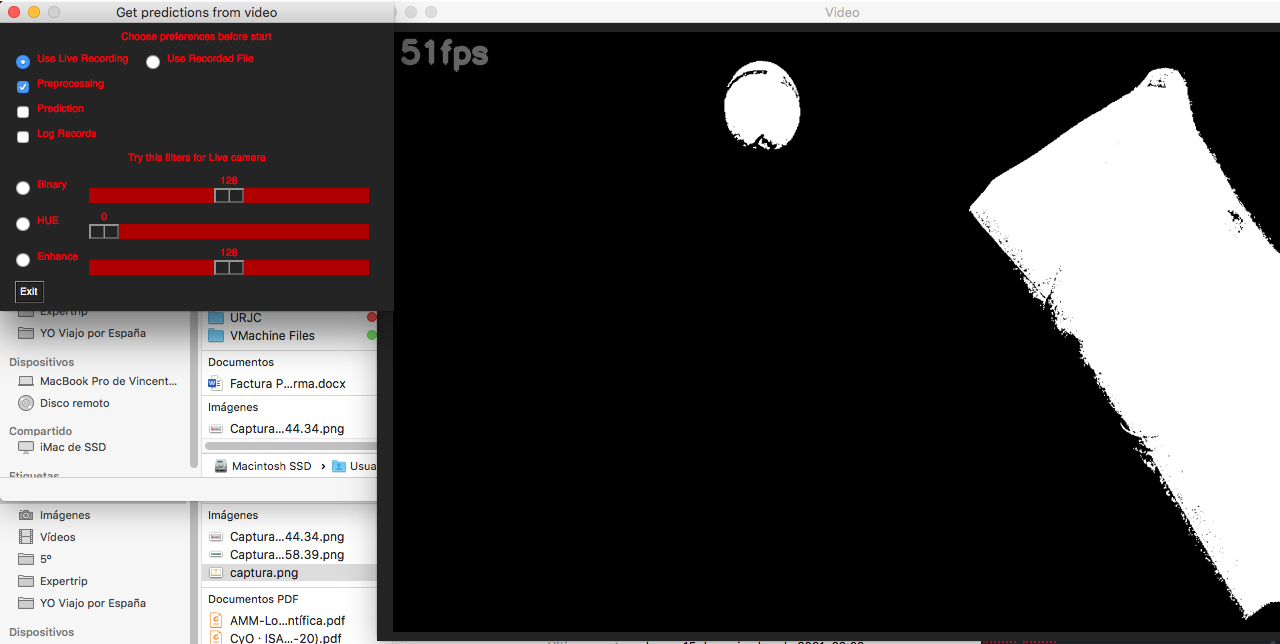 Get predictions from video
Video
Choose preferences before start
Use Live Recording
Use Recorded File
Preprocessing
Prediction
Log Records
Try this filters for Live camera
128
Binary
0
HUE
128
Enhance
Exit
51fps
Expertrip
YO Viajo por España
Dispositivos
MacBook Pro de Vincent...
Disco remoto
Compartido
iMac de SSD
Etiquetas
URJC
VMachine Files
Documentos
Factura P...rma.docx
Imágenes
Captura...44.34.png
Macintosh SSD › Usua
Imágenes
Vídeos
5º
Expertrip
YO Viajo por España
Dispositivos
Imágenes
Captura...44.34.png
Captura...58.39.png
captura.png
Documentos PDF
AMM-Lo...ntífica.pdf
CyO · ISA...-20).pdf